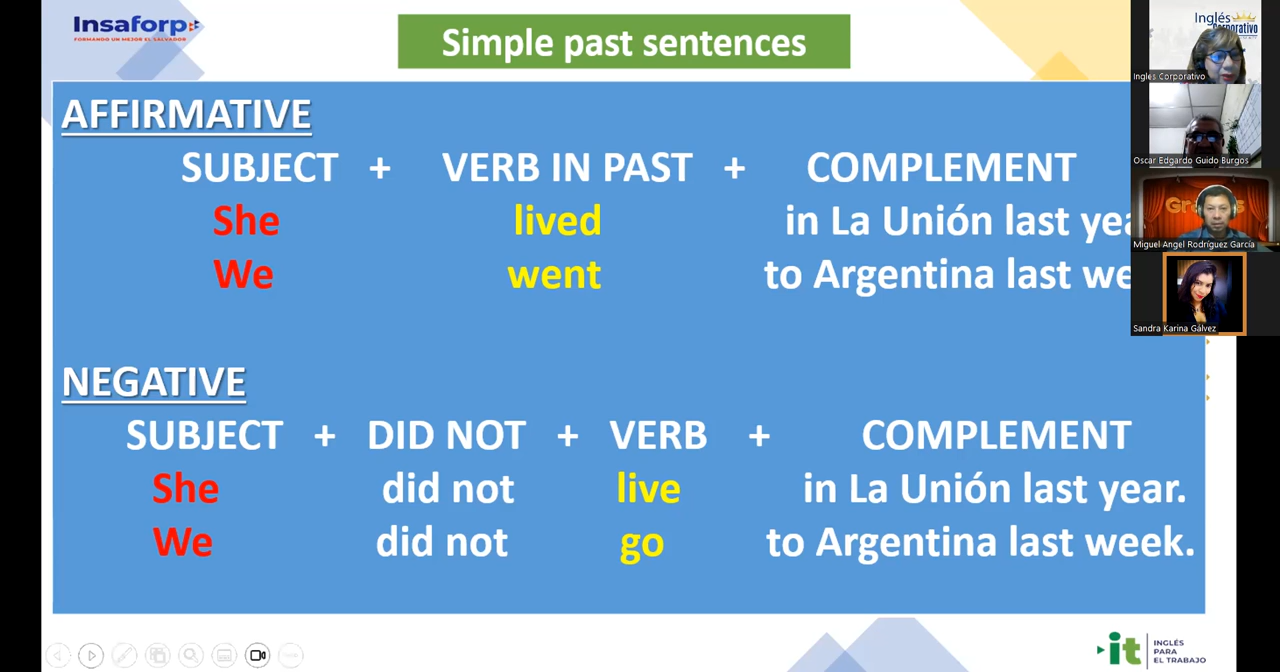 Insaforp
FORMANDO UN MEJOR EL SALVADOR
Simple past sentences
AFFIRMATIVE
SUBJECT + VERB IN PAST + COMPLEMENT
She lived in La Unión last yea
We went to Argentina last we
NEGATIVE
SUBJECT + DID NOT + VERB + COMPLEMENT
She did not live in La Unión last year.
We did not go to Argentina last week.
it INGLÉS
PARA
EL TRABAJO
Inglés
Corporativo
Ingles Corporativo
Oscar Edgardo Guido Burgos
Miguel Angel Rodríguez García
Sandra Karina Gálvez